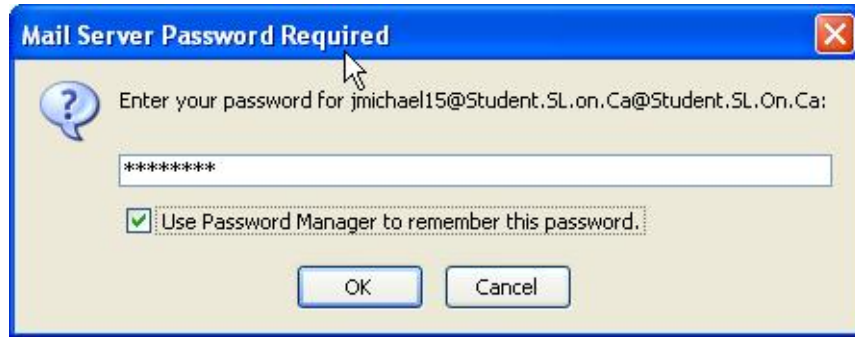 Mail Server Password Required
Enter your password for jmichael15@Student.SL.on.Ca@Student.SL.On.Ca:
********
Use Password Manager to remember this password.
OK
Cancel